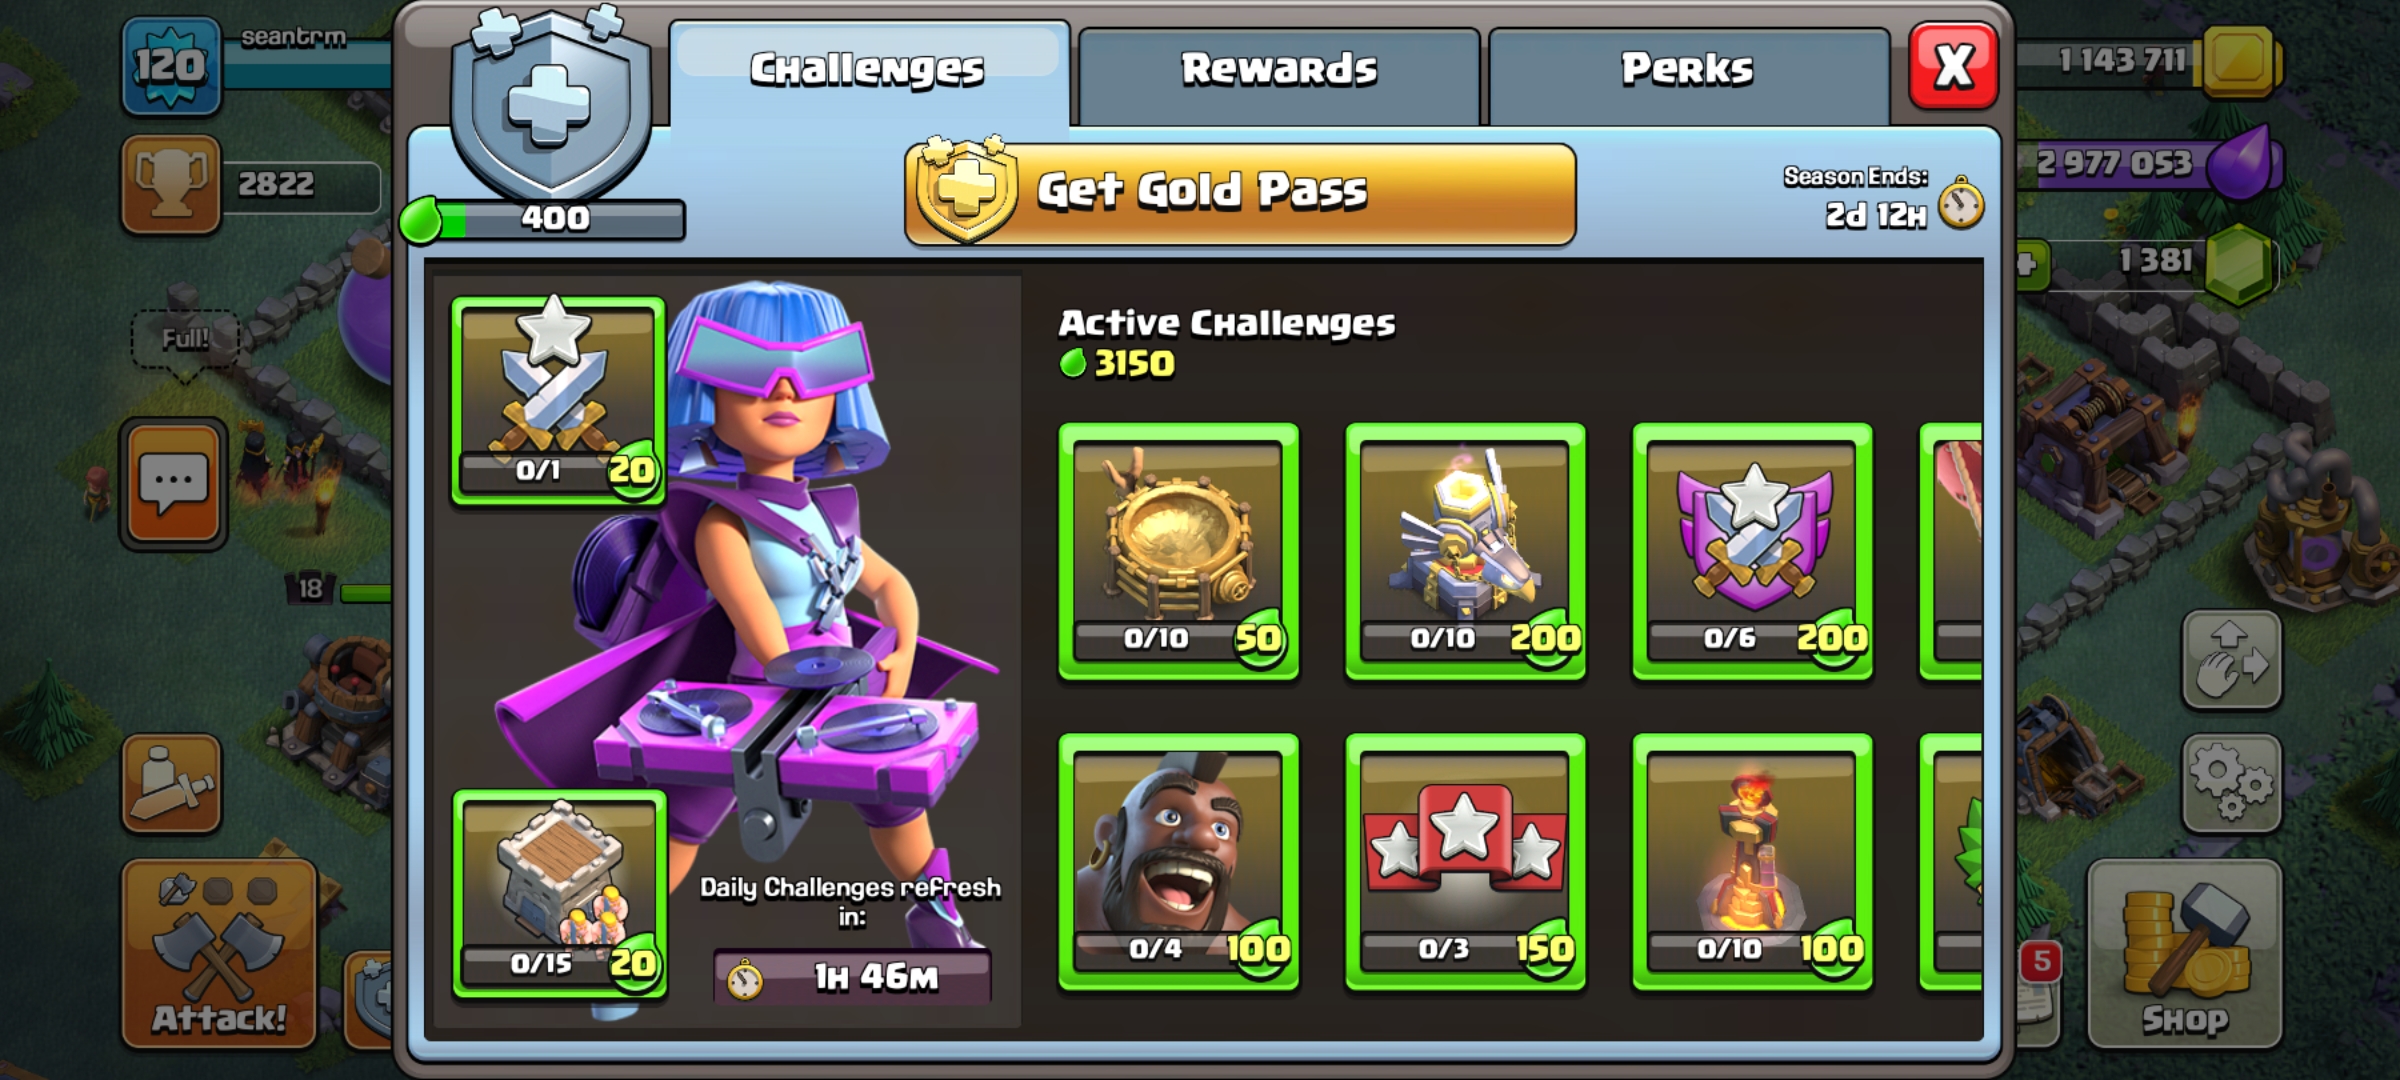 120
seantrm
2822
Full!
18
Attack!
Challenges
Rewards
Perks
X
400
Get Gold Pass
Season Ends:
2d 12H
0/1
20
0/15
20
Daily Challenges refresh
in:
1H 46M
Active Challenges
3150
0/10
50
0/10
200
0/6
200
0/4
100
0/3
150
0/10
100
1 143 711
2 977 053
1 381
5
Shop